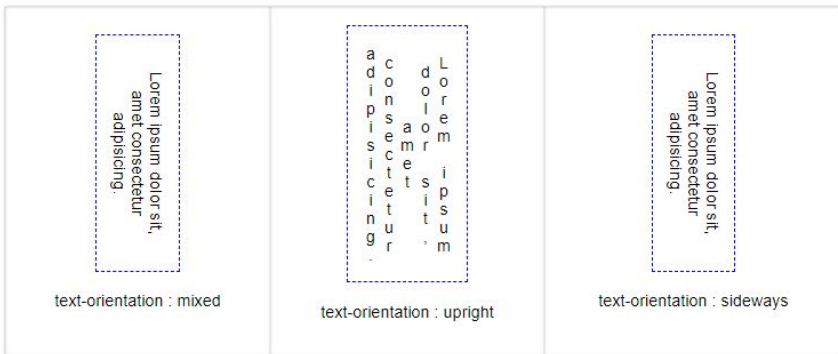 Lorem ipsum dolor sit,
amet consectetur
adipisicing.
text-orientation : mixed
Lorem ipsum
dolor sit,
amet
consectetur
adipisicing.
text-orientation : upright
Lorem ipsum dolor sit,
amet consectetur
adipisicing.
text-orientation : sideways